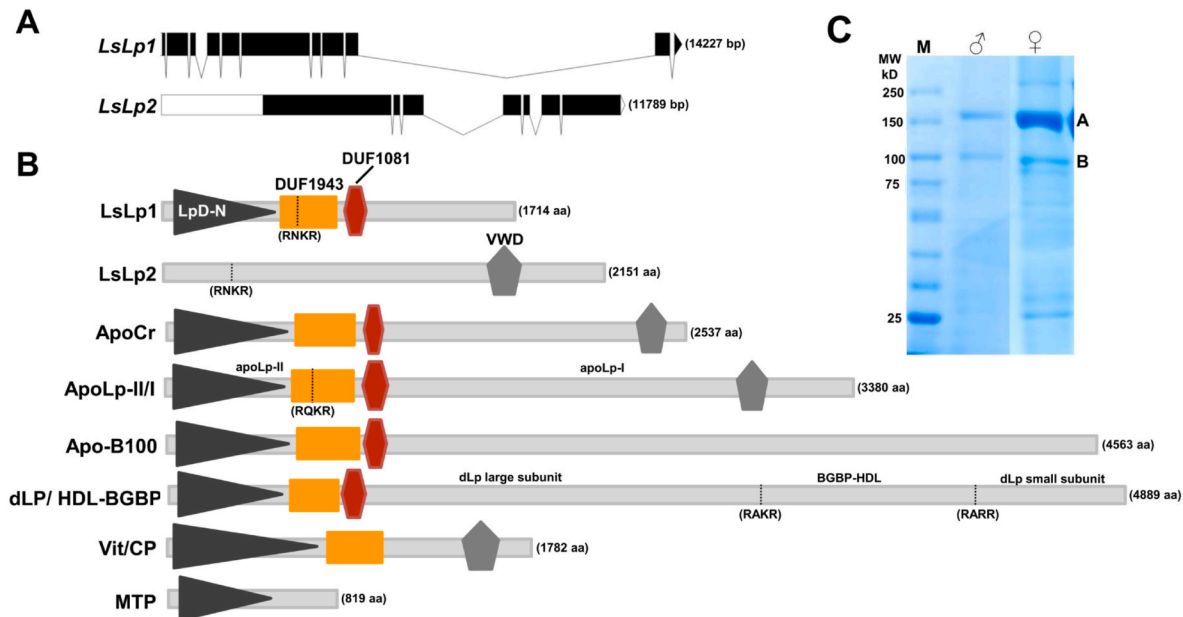 A
LsLp1 (14227 bp)
LsLp2 (11789 bp)
B
DUF1081
DUF1943
LsLp1 LpD-N (1714 aa)
(RNKR)
VWD
LsLp2 (2151 aa)
(RNKR)
ApoCr (2537 aa)
apoLp-II apoLp-I
ApoLp-II/I (3380 aa)
(RQKR)
Apo-B100 (4563 aa)
dLp large subunit BGBP-HDL dLp small subunit
dLP/ HDL-BGBP (4889 aa)
(RAKR) (RARR)
Vit/CP (1782 aa)
MTP (819 aa)
C
M ♂ ♀
MW
kD
250
150 A
100 B
75
25